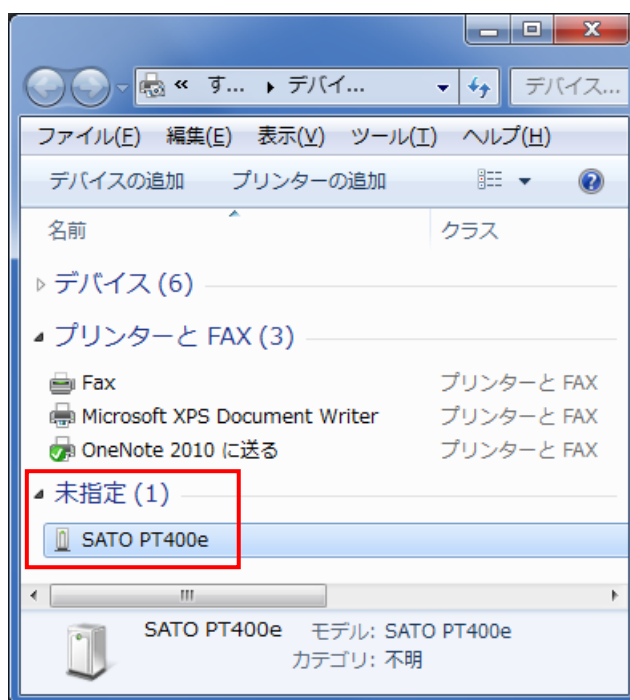 « す... ▸ デバイ... デバイス...
ファイル(F) 編集(E) 表示(V) ツール(T) ヘルプ(H)
デバイスの追加 プリンターの追加
名前 クラス
デバイス (6)
プリンターと FAX (3)
Fax プリンターと FAX
Microsoft XPS Document Writer プリンターと FAX
OneNote 2010 に送る プリンターと FAX
未指定 (1)
SATO PT400e
SATO PT400e モデル: SATO PT400e
カテゴリ: 不明